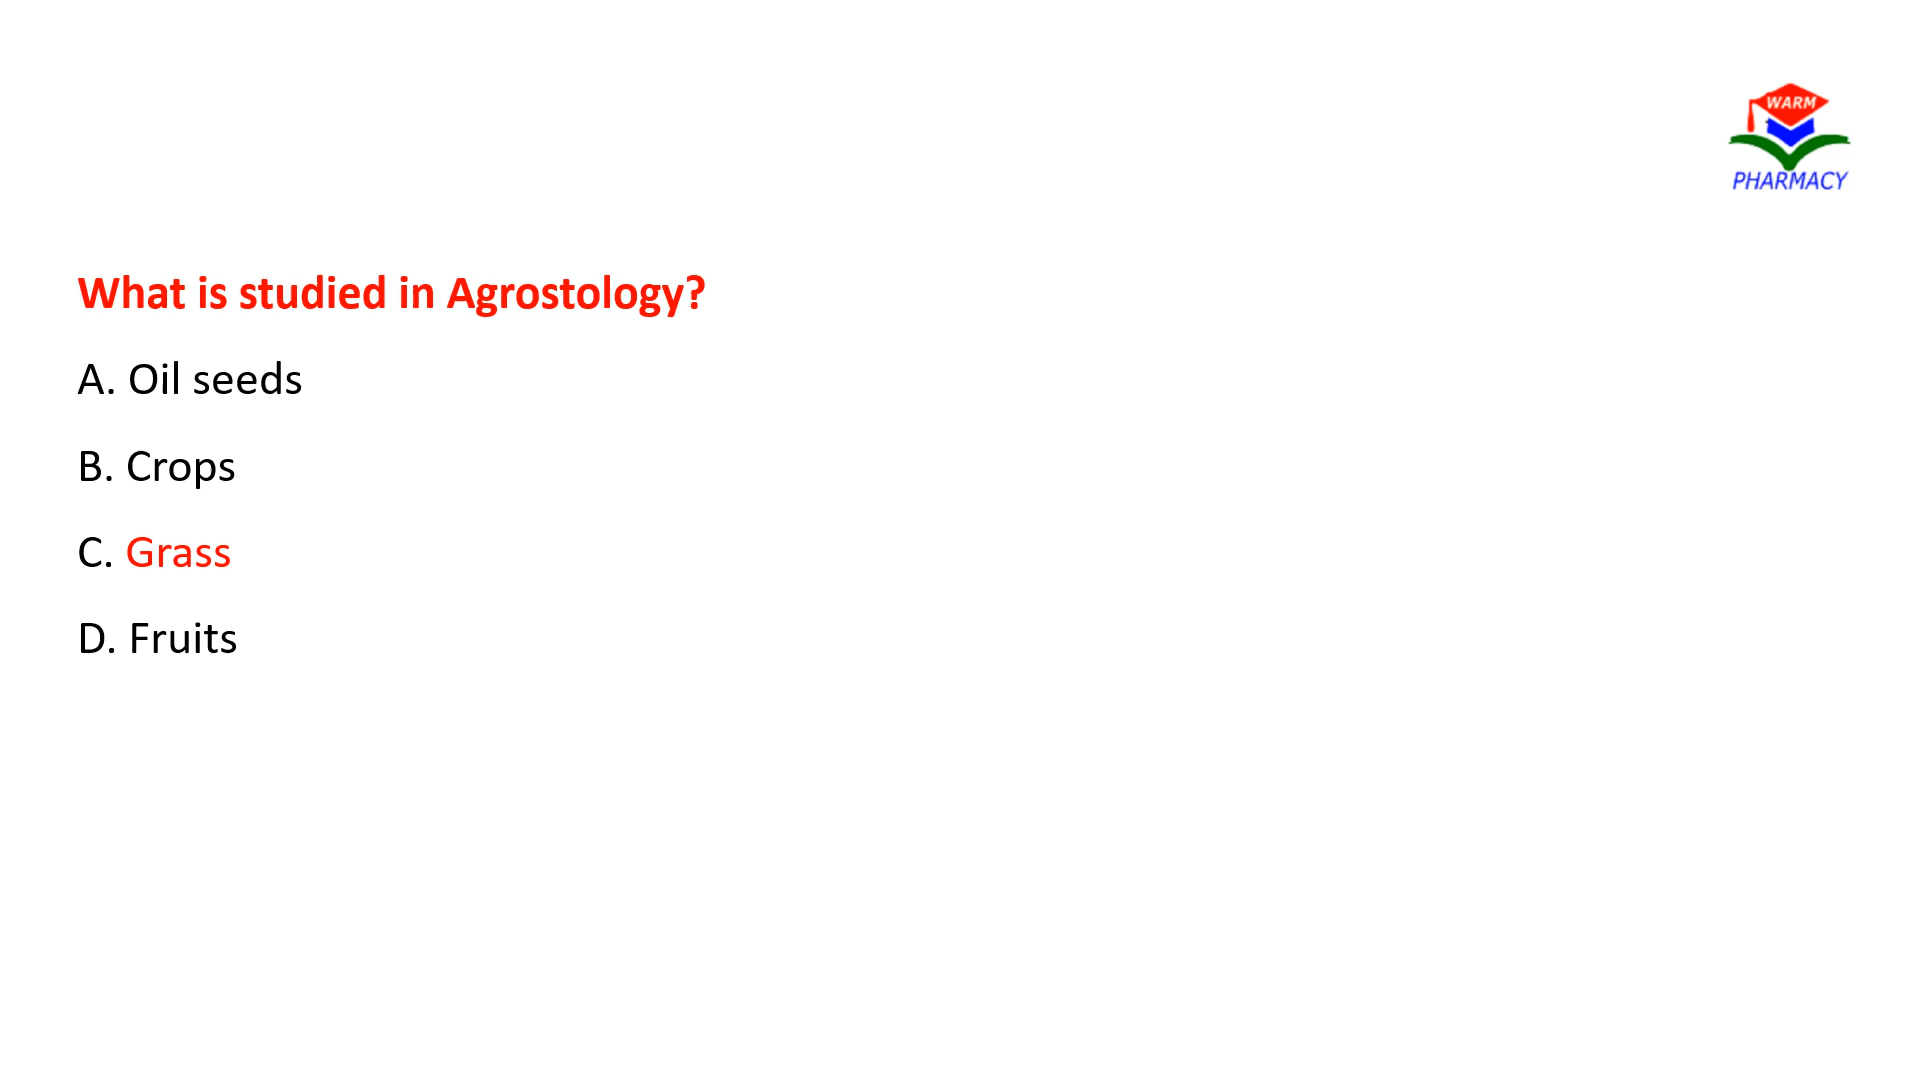 WARM
PHARMACY
What is studied in Agrostology?
A. Oil seeds
B. Crops
C. Grass
D. Fruits